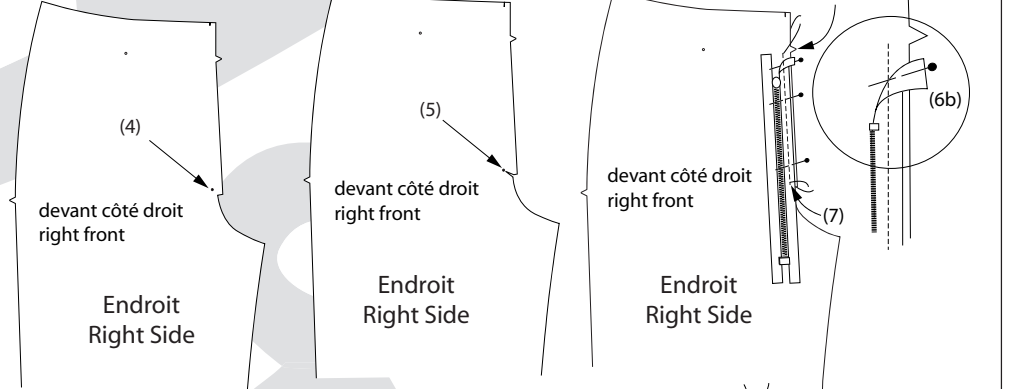 (4)
devant côté droit
right front
Endroit
Right Side
(5)
devant côté droit
right front
Endroit
Right Side
devant côté droit
right front
(7)
Endroit
Right Side
(6b)